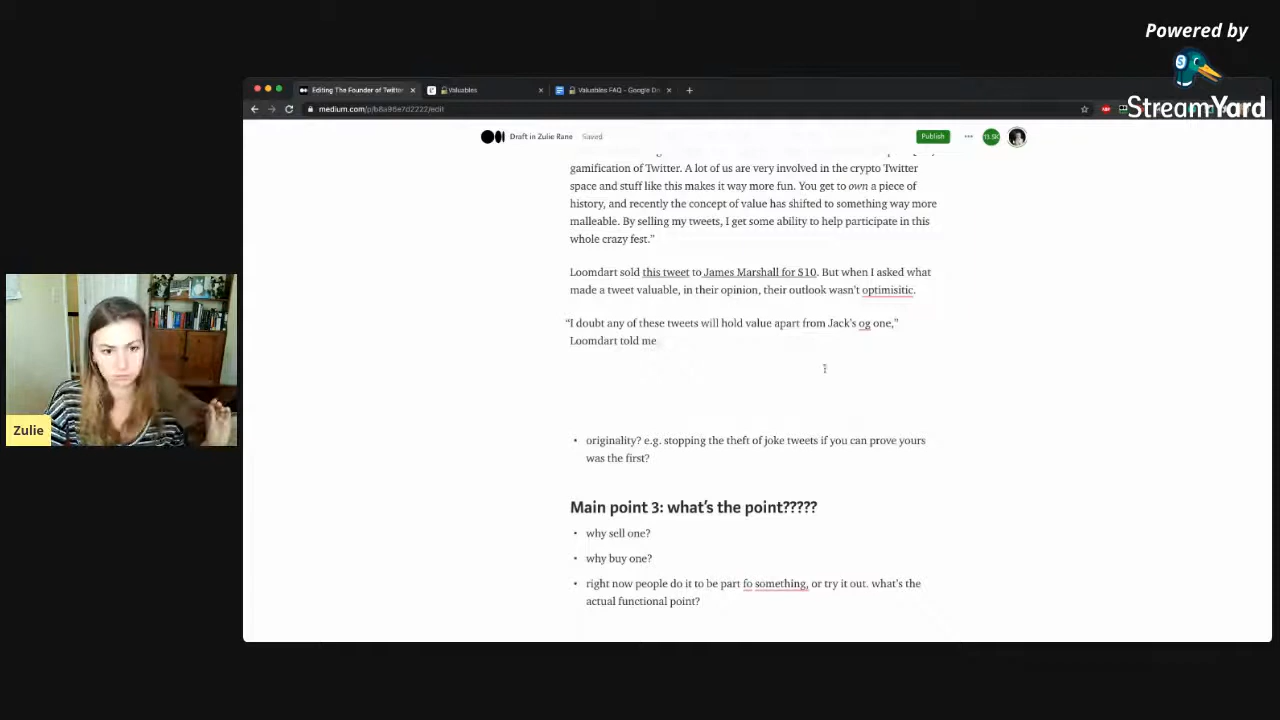 Powered by
StreamYard
Editing The Founder of Twitter
Valuables
Valuables FAQ - Google Do
medium.com/p/b8a96e7d2222/edit
Draft in Zulie Rane
Saved
Publish
gamification of Twitter. A lot of us are very involved in the crypto Twitter
space and stuff like this makes it way more fun. You get to own a piece of
history, and recently the concept of value has shifted to something way more
malleable. By selling my tweets, I get some ability to help participate in this
whole crazy fest.”
Loomdart sold this tweet to James Marshall for $10. But when I asked what
made a tweet valuable, in their opinion, their outlook wasn’t optimisitic.
“I doubt any of these tweets will hold value apart from Jack’s og one,”
Loomdart told me
• originality? e.g. stopping the theft of joke tweets if you can prove yours
was the first?
Main point 3: what’s the point?????
• why sell one?
• why buy one?
• right now people do it to be part fo something, or try it out. what’s the
actual functional point?
Zulie